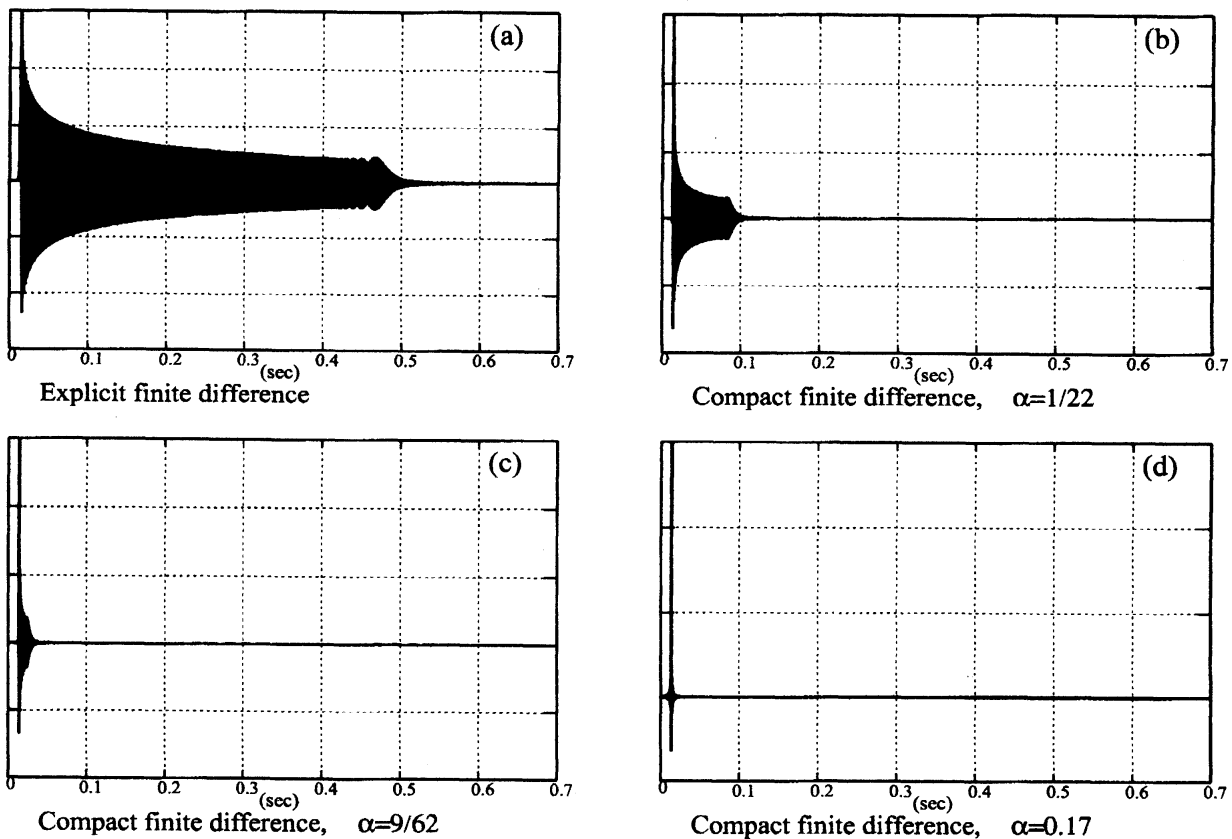 (a)
0 0.1 0.2 0.3 0.4 0.5 0.6 0.7
(sec)
Explicit finite difference
(b)
0 0.1 0.2 0.3 0.4 0.5 0.6 0.7
(sec)
Compact finite difference, α=1/22
(c)
0 0.1 0.2 0.3 0.4 0.5 0.6 0.7
(sec)
Compact finite difference, α=9/62
(d)
0 0.1 0.2 0.3 0.4 0.5 0.6 0.7
(sec)
Compact finite difference, α=0.17